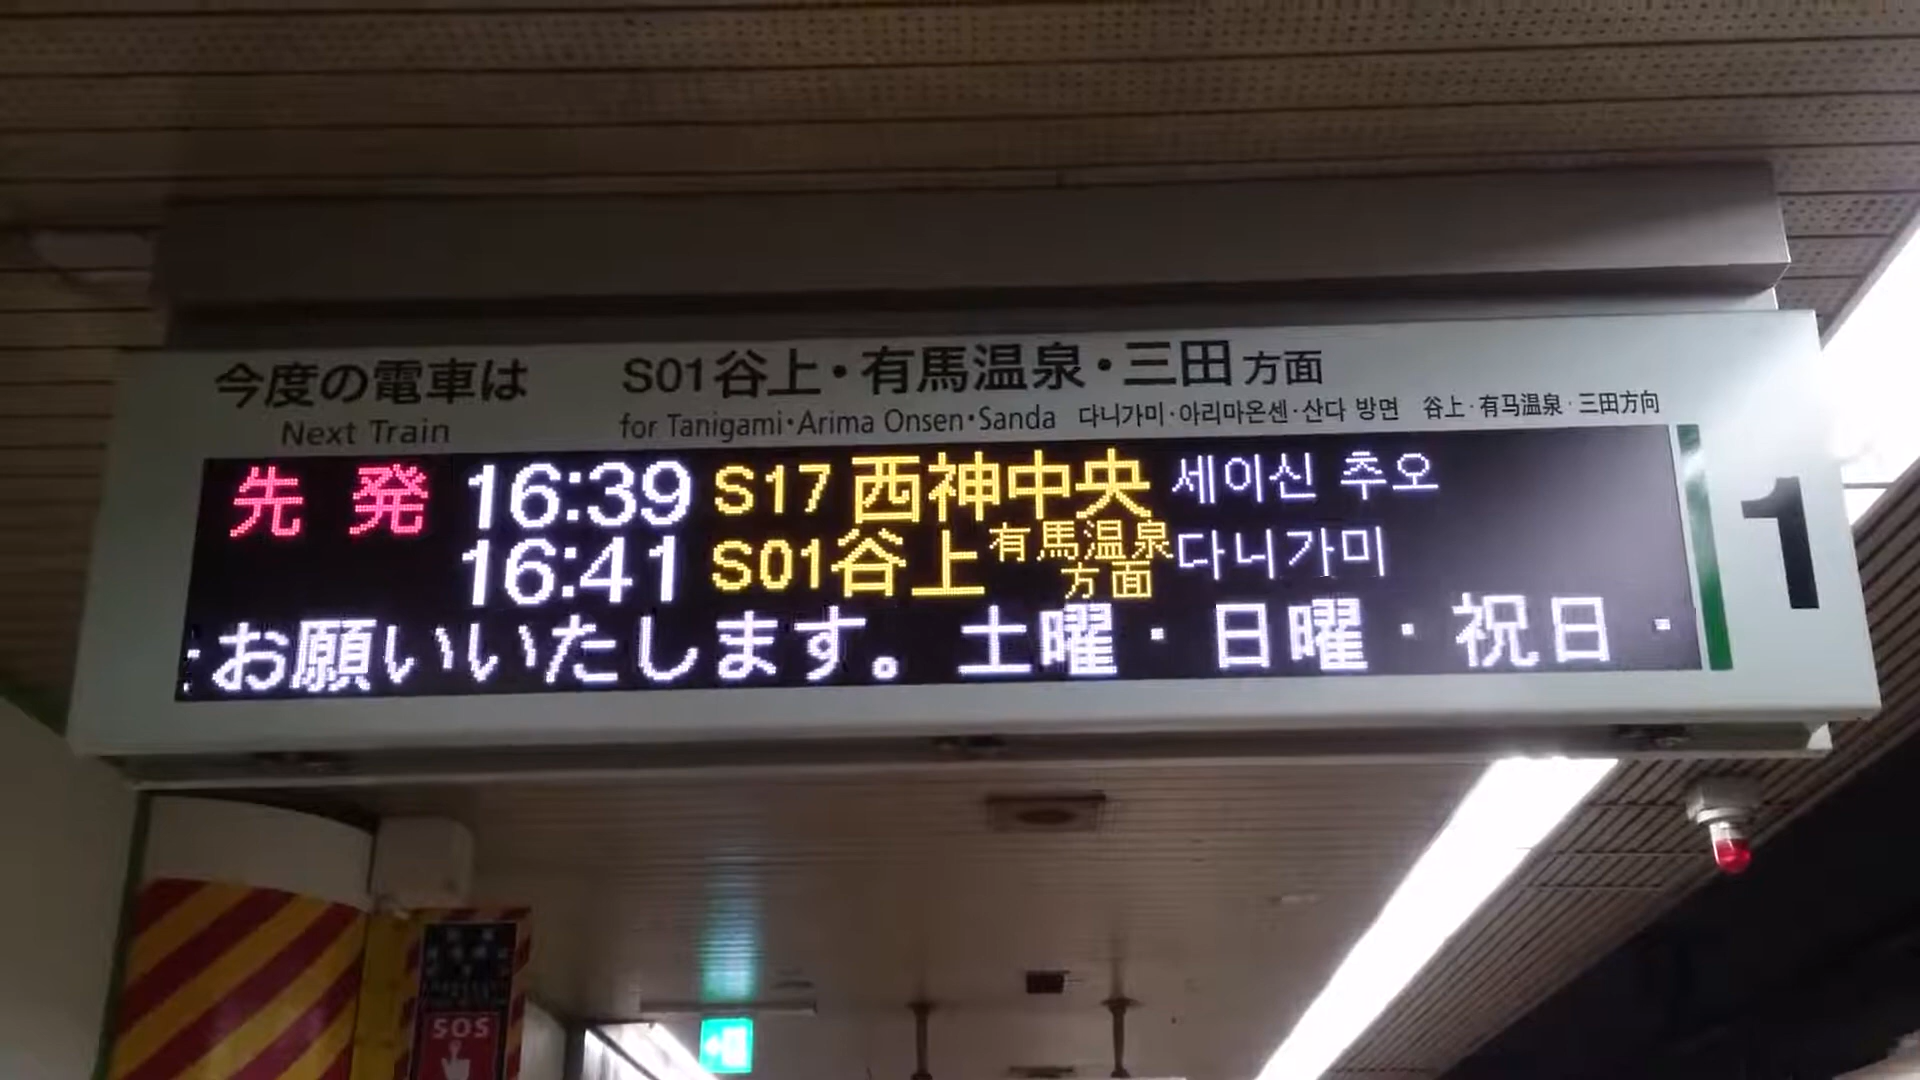 今度の電車は S01谷上・有馬温泉・三田方面
Next Train for Tanigami・Arima Onsen・Sanda 다니가미·아리마온센·산다 방면 谷上·有马温泉·三田方向
先発 16:39 S17 西神中央 세이신 추오
16:41 S01谷上 有馬温泉方面 다니가미
お願いいたします。土曜・日曜・祝日・
1
SOS